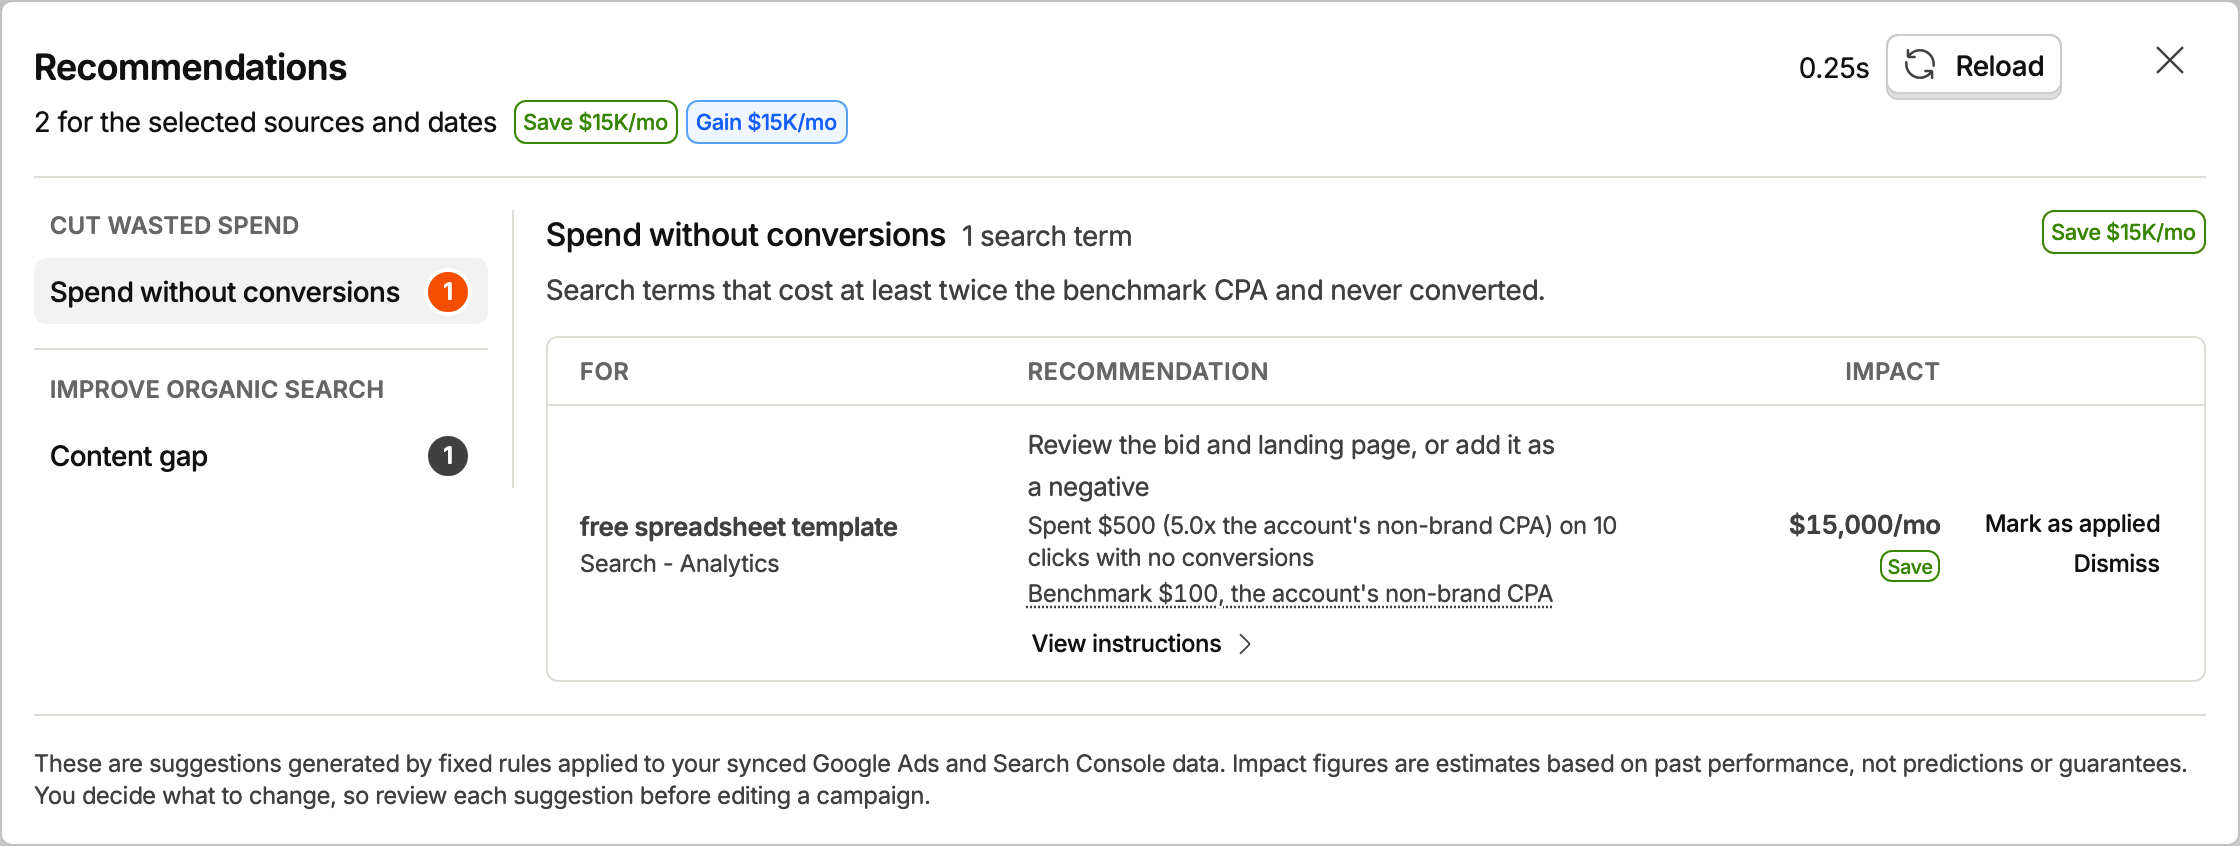 Recommendations
0.25s
Reload
2 for the selected sources and dates
Save $15K/mo
Gain $15K/mo
CUT WASTED SPEND
Spend without conversions
1
IMPROVE ORGANIC SEARCH
Content gap
1
Spend without conversions
1 search term
Save $15K/mo
Search terms that cost at least twice the benchmark CPA and never converted.
FOR
RECOMMENDATION
IMPACT
free spreadsheet template
Search - Analytics
Review the bid and landing page, or add it as
a negative
Spent $500 (5.0x the account's non-brand CPA) on 10
clicks with no conversions
Benchmark $100, the account's non-brand CPA
View instructions
$15,000/mo
Save
Mark as applied
Dismiss
These are suggestions generated by fixed rules applied to your synced Google Ads and Search Console data. Impact figures are estimates based on past performance, not predictions or guarantees.
You decide what to change, so review each suggestion before editing a campaign.